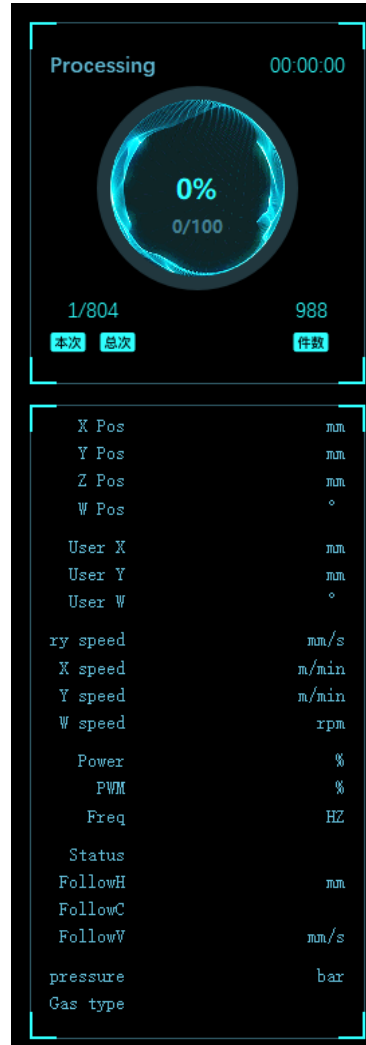 Processing 00:00:00
0%
0/100
1/804 988
本次 总次 件数
X Pos mm
Y Pos mm
Z Pos mm
W Pos °
User X mm
User Y mm
User W °
ry speed mm/s
X speed m/min
Y speed m/min
W speed rpm
Power %
PWM %
Freq HZ
Status
FollowH mm
FollowC
FollowV mm/s
pressure bar
Gas type